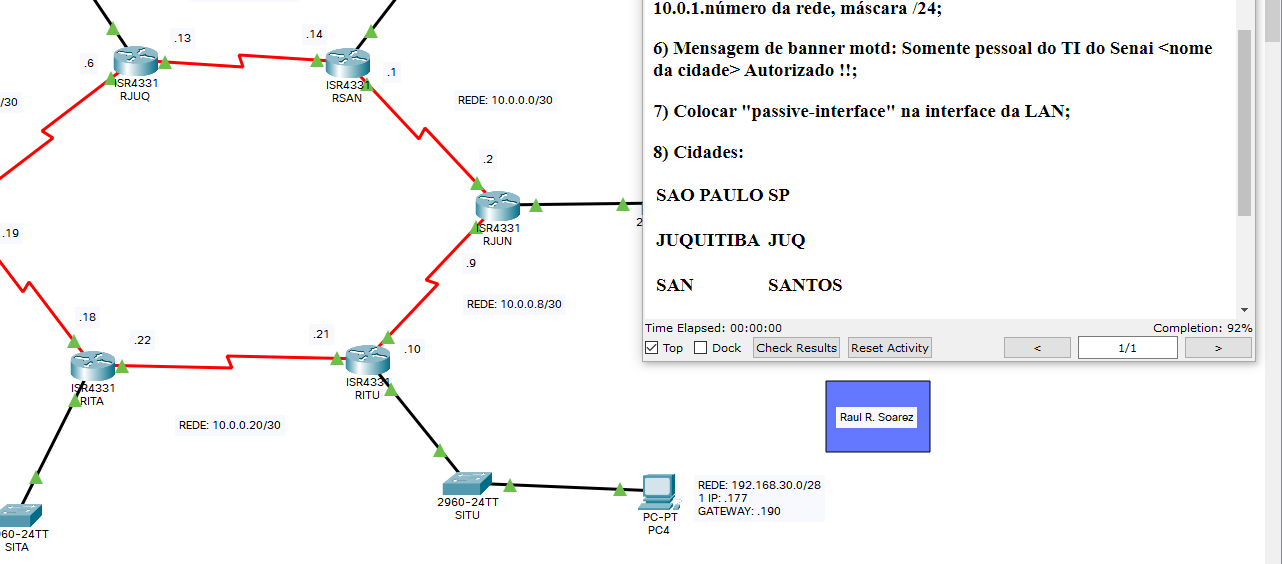 10.0.1.número da rede, máscara /24;
6) Mensagem de banner motd: Somente pessoal do TI do Senai <nome
da cidade> Autorizado !!;
7) Colocar "passive-interface" na interface da LAN;
8) Cidades:
SAO PAULO SP
JUQUITIBA JUQ
SAN SANTOS
Time Elapsed: 00:00:00
Completion: 92%
Top
Dock
Check Results
Reset Activity
<
1/1
>
.13
.14
.6
ISR4331
RJUQ
ISR4331
RSAN
.1
/30
REDE: 10.0.0.0/30
.2
ISR4331
RJUN
2
.19
.9
REDE: 10.0.0.8/30
.18
.22
.21
.10
ISR4331
RITA
ISR4331
RITU
REDE: 10.0.0.20/30
Raul R. Soarez
2960-24TT
SITU
PC-PT
PC4
REDE: 192.168.30.0/28
1 IP: .177
GATEWAY: .190
60-24TT
SITA